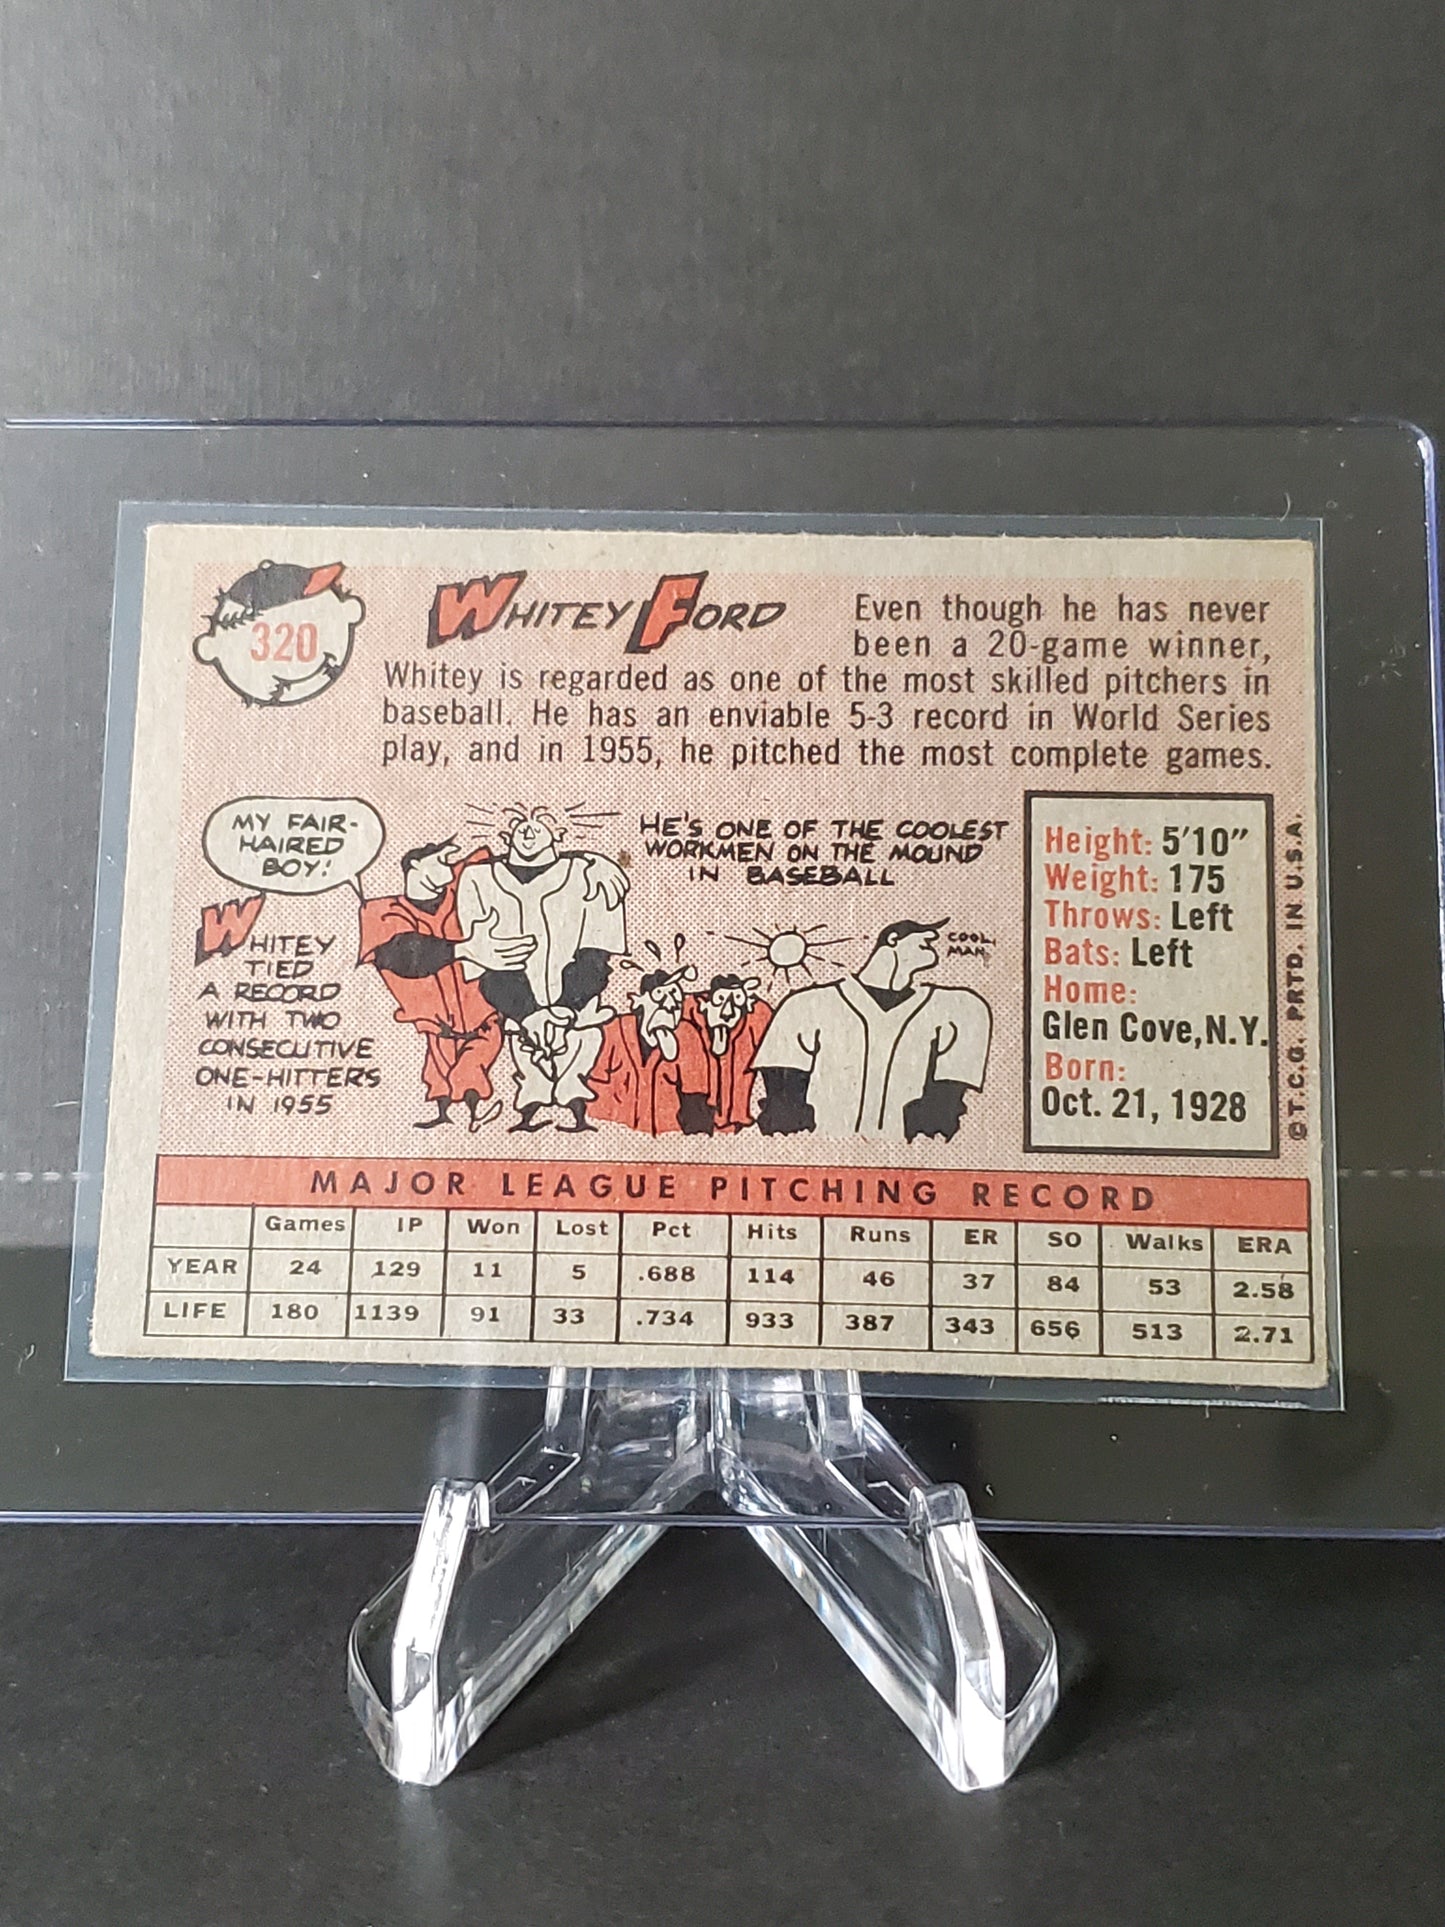 320
WHITEY FORD
Even though he has never
been a 20-game winner,
Whitey is regarded as one of the most skilled pitchers in
baseball. He has an enviable 5-3 record in World Series
play, and in 1955, he pitched the most complete games.
MY FAIR-
HAIRED
BOY!
WHITEY
TIED
A RECORD
WITH TWO
CONSECUTIVE
ONE-HITTERS
IN 1955
HE'S ONE OF THE COOLEST
WORKMEN ON THE MOUND
IN BASEBALL
COOL,
MAN.
Height: 5'10"
Weight: 175
Throws: Left
Bats: Left
Home:
Glen Cove, N.Y.
Born:
Oct. 21, 1928
©T.C.G. PRTD. IN U.S.A.
MAJOR LEAGUE PITCHING RECORD
Games IP Won Lost Pct Hits Runs ER SO Walks ERA
YEAR 24 129 11 5 .688 114 46 37 84 53 2.58
LIFE 180 1139 91 33 .734 933 387 343 656 513 2.71